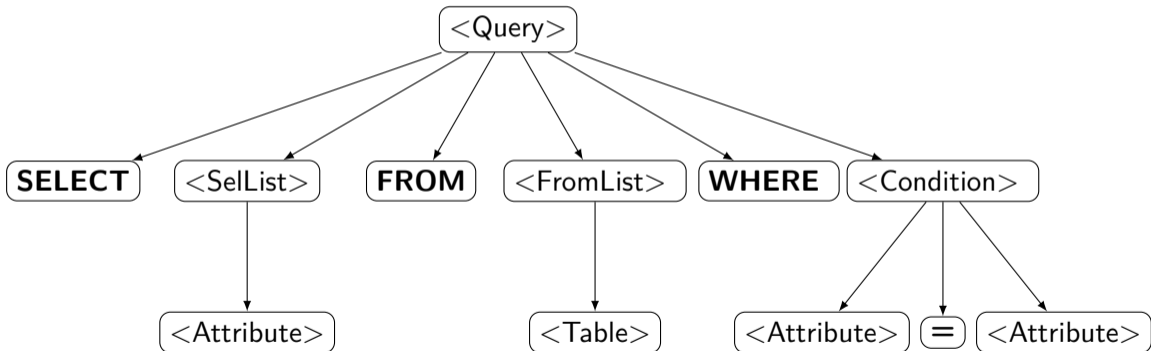 <Query>
SELECT <SelList> FROM <FromList> WHERE <Condition>
<Attribute> <Table> <Attribute> = <Attribute>